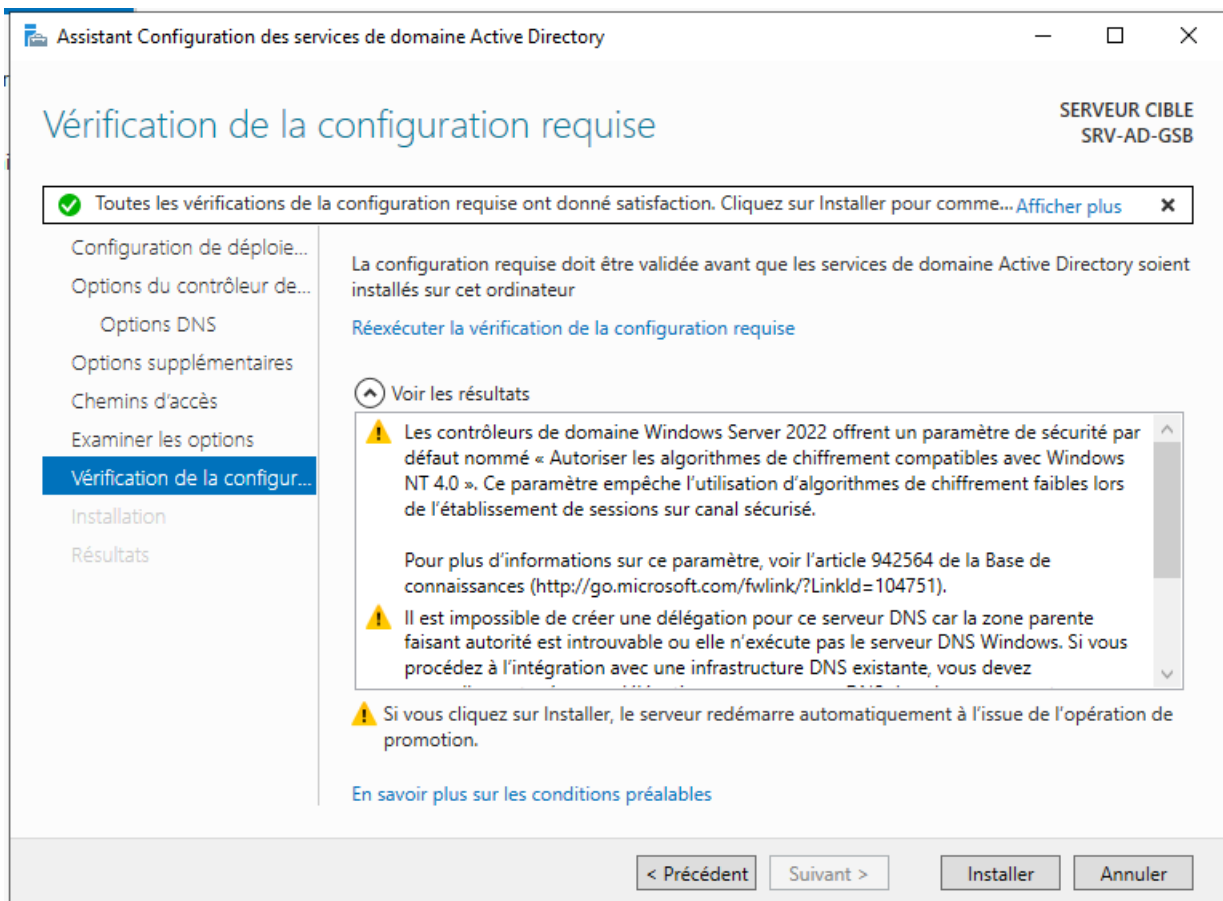 Assistant Configuration des services de domaine Active Directory
Vérification de la configuration requise
SERVEUR CIBLE
SRV-AD-GSB
Toutes les vérifications de la configuration requise ont donné satisfaction. Cliquez sur Installer pour comme... Afficher plus
Configuration de déploie...
Options du contrôleur de...
Options DNS
Options supplémentaires
Chemins d'accès
Examiner les options
Vérification de la configur...
Installation
Résultats
La configuration requise doit être validée avant que les services de domaine Active Directory soient
installés sur cet ordinateur
Réexécuter la vérification de la configuration requise
Voir les résultats
Les contrôleurs de domaine Windows Server 2022 offrent un paramètre de sécurité par
défaut nommé « Autoriser les algorithmes de chiffrement compatibles avec Windows
NT 4.0 ». Ce paramètre empêche l'utilisation d'algorithmes de chiffrement faibles lors
de l'établissement de sessions sur canal sécurisé.
Pour plus d'informations sur ce paramètre, voir l'article 942564 de la Base de
connaissances (http://go.microsoft.com/fwlink/?LinkId=104751).
Il est impossible de créer une délégation pour ce serveur DNS car la zone parente
faisant autorité est introuvable ou elle n'exécute pas le serveur DNS Windows. Si vous
procédez à l'intégration avec une infrastructure DNS existante, vous devez
Si vous cliquez sur Installer, le serveur redémarre automatiquement à l'issue de l'opération de
promotion.
En savoir plus sur les conditions préalables
< Précédent
Suivant >
Installer
Annuler